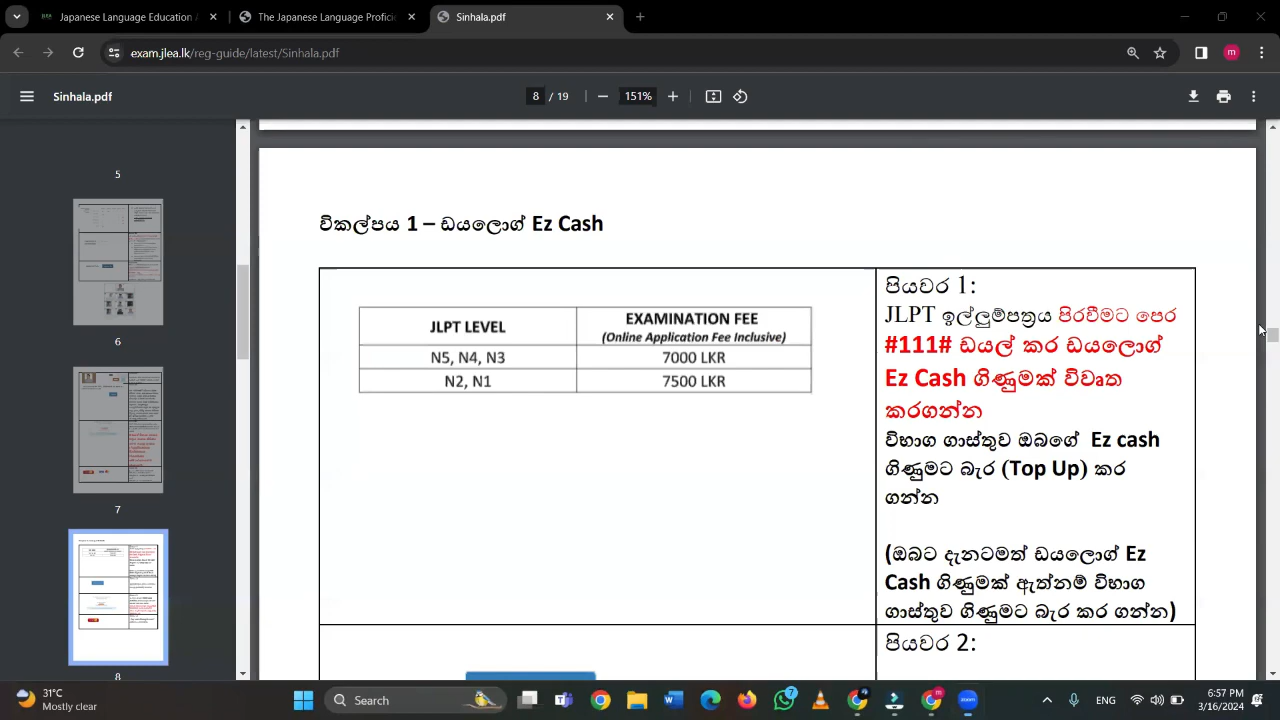 Japanese Language Education A
The Japanese Language Profici
Sinhala.pdf
exam.jlea.lk/reg-guide/latest/Sinhala.pdf
m
Sinhala.pdf
8 / 19
151%
5
6
7
8
විකල්පය 1 – ඩයලොග් Ez Cash
JLPT LEVEL
EXAMINATION FEE
(Online Application Fee Inclusive)
N5, N4, N3
7000 LKR
N2, N1
7500 LKR
පියවර 1:
JLPT ඉල්ලුම්පත්‍රය පිරවීමට පෙර
#111# ඩයල් කර ඩයලොග්
Ez Cash ගිණුමක් විවෘත
කරගන්න
විභාග ගාස්තුව ඔබගේ Ez cash
ගිණුමට බැර (Top Up) කර
ගන්න
(ඔබට දැනටමත් ඩයලොග් Ez
Cash ගිණුමක් ඇත්නම් විභාග
ගාස්තුව ගිණුමට බැර කර ගන්න)
පියවර 2:
31°C
Mostly clear
Search
7
m
zoom
ENG
6:57 PM
3/16/2024